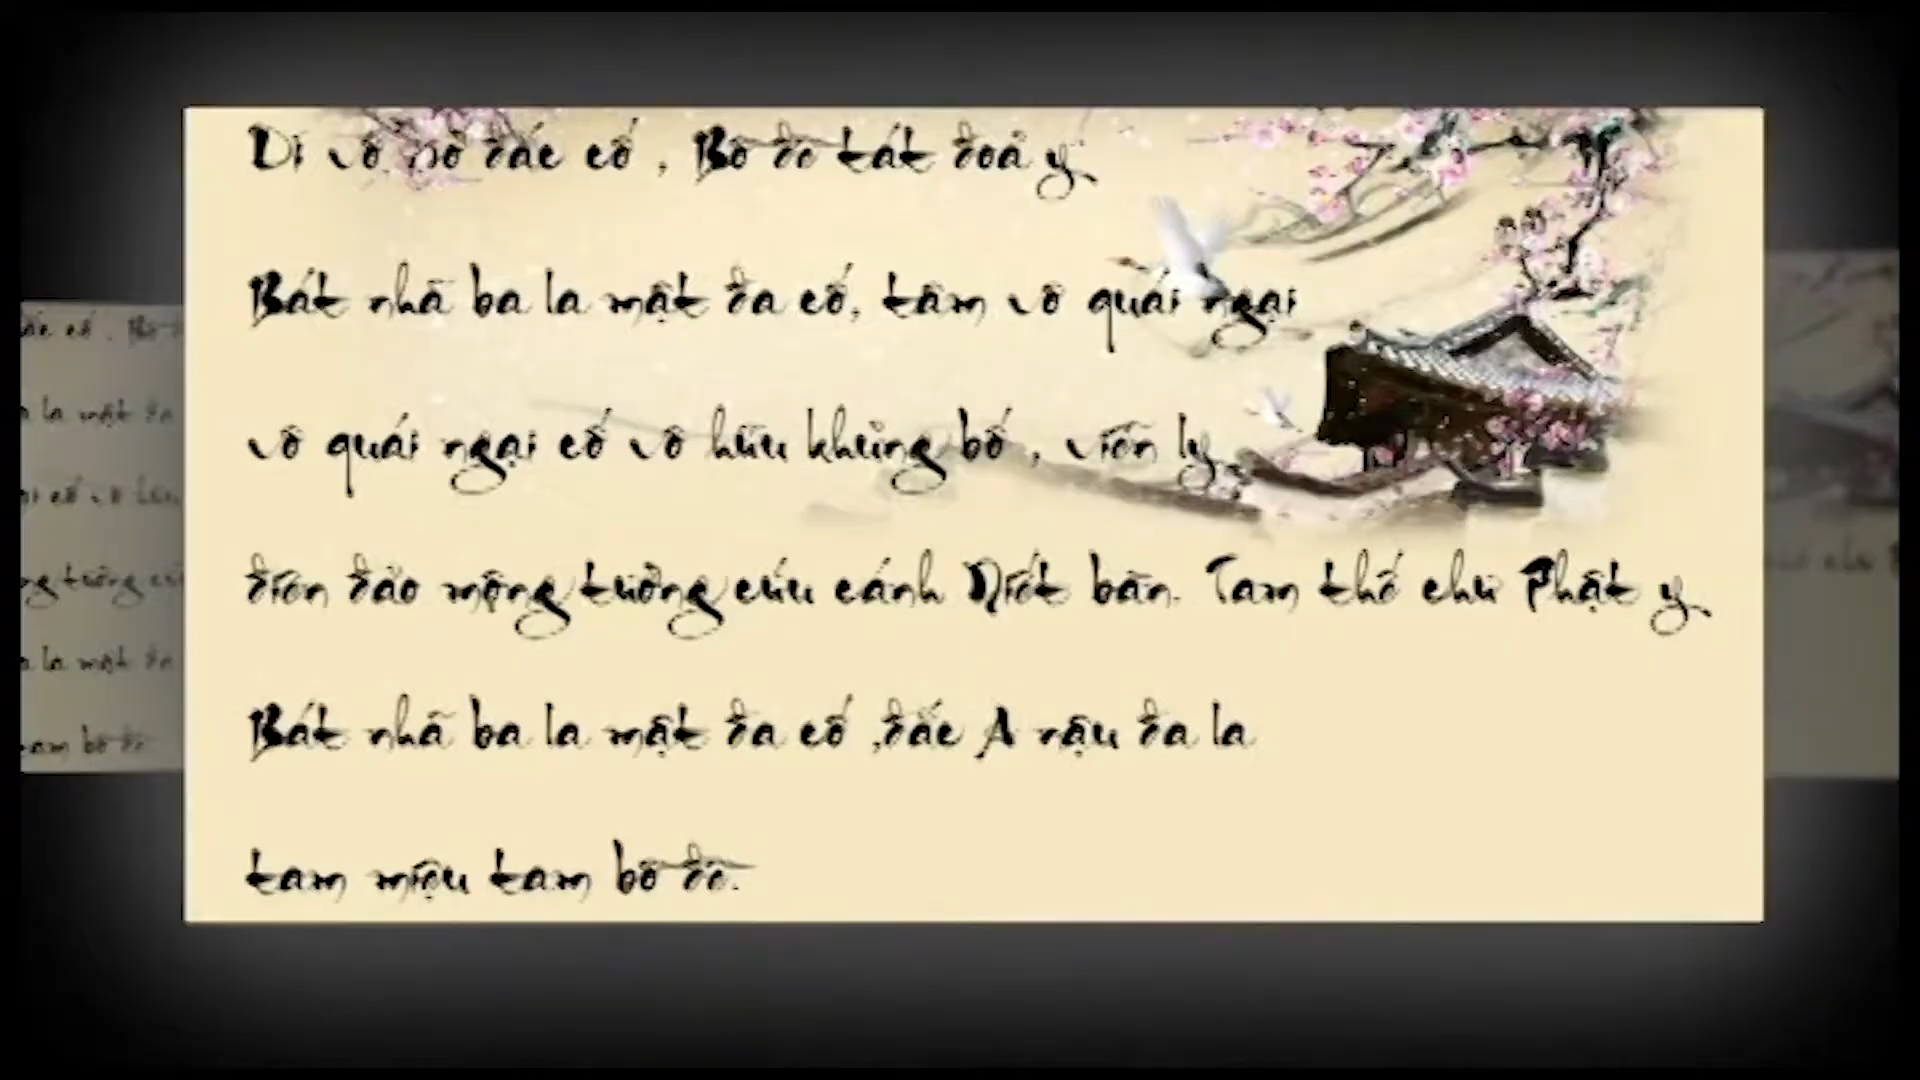 Dĩ vô sở đắc cố , Bồ đề tát đoả y
Bát nhã ba la mật đa cố, tâm vô quái ngại
vô quái ngại cố vô hữu khủng bố , viễn ly
điên đảo mộng tưởng cứu cánh Niết bàn. Tam thế chư Phật y
Bát nhã ba la mật đa cố ,đắc A nậu đa la
tam miệu tam bồ đề.